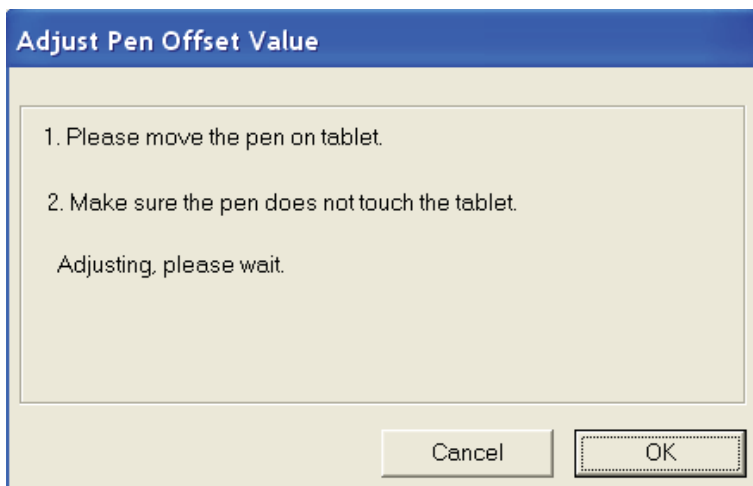 Adjust Pen Offset Value
1. Please move the pen on tablet.
2. Make sure the pen does not touch the tablet.
Adjusting, please wait.
Cancel
OK